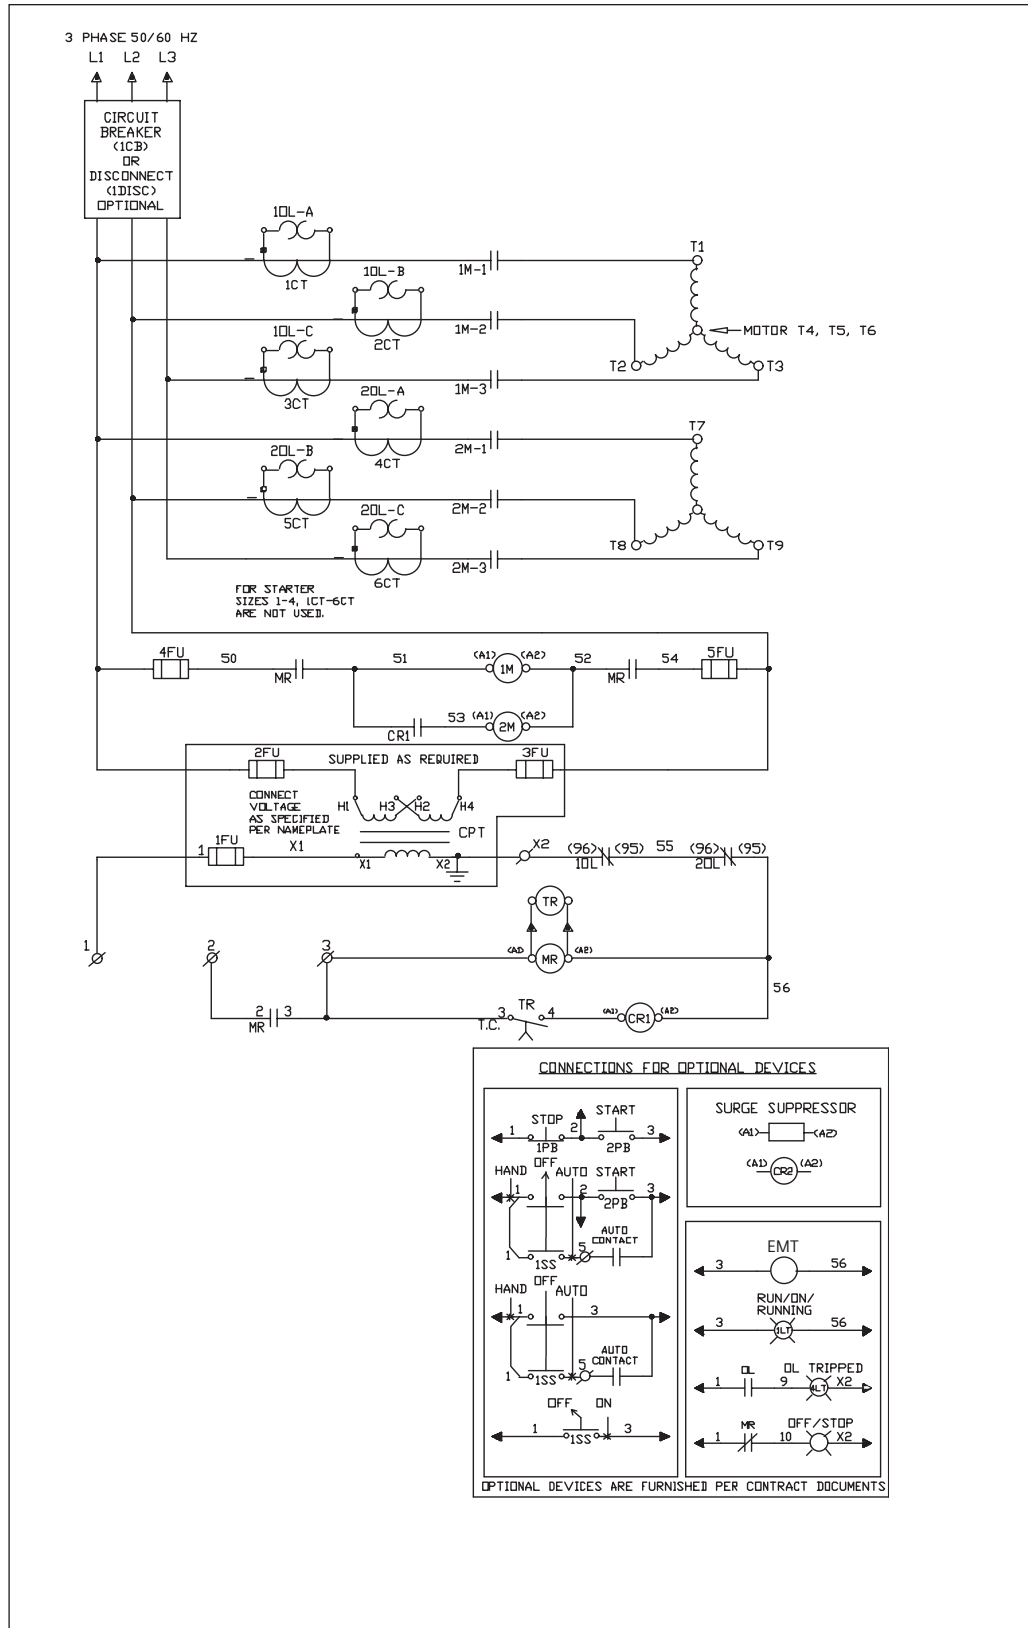 3 PHASE 50/60 HZ
L1 L2 L3
CIRCUIT
BREAKER
(1CB)
OR
DISCONNECT
(1DISC)
OPTIONAL
1OL-A
1CT
1M-1
T1
1OL-B
2CT
1M-2
MOTOR T4, T5, T6
1OL-C
3CT
1M-3
T2 T3
2OL-A
4CT
2M-1
T7
2OL-B
5CT
2M-2
2OL-C
6CT
2M-3
T8 T9
FOR STARTER
SIZES 1-4, 1CT-6CT
ARE NOT USED.
4FU 50 MR 51 (A1) 1M (A2) 52 MR 54 5FU
CR1 53 (A1) 2M (A2)
2FU SUPPLIED AS REQUIRED 3FU
CONNECT
VOLTAGE
AS SPECIFIED
PER NAMEPLATE
H1 H3 H2 H4
CPT
1 1FU X1 X1 X2 X2 (96) 1OL (95) 55 (96) 2OL (95)
TR
1 2 3 (A1) MR (A2)
56
2 MR 3 3 T.C. TR 4 (A1) CR1 (A2)
CONNECTIONS FOR OPTIONAL DEVICES
STOP START
1 1PB 2 2PB 3
HAND OFF AUTO START
1 2 2PB 3
AUTO
CONTACT
1 1SS 5
HAND OFF AUTO
1 3
AUTO
CONTACT
1 1SS 5
OFF ON
1 1SS 3
SURGE SUPPRESSOR
(A1) (A2)
(A1) CR2 (A2)
EMT
3 56
RUN/ON/
RUNNING
3 1LT 56
OL OL TRIPPED
1 9 4LT X2
MR OFF/STOP
1 10 X2
OPTIONAL DEVICES ARE FURNISHED PER CONTRACT DOCUMENTS